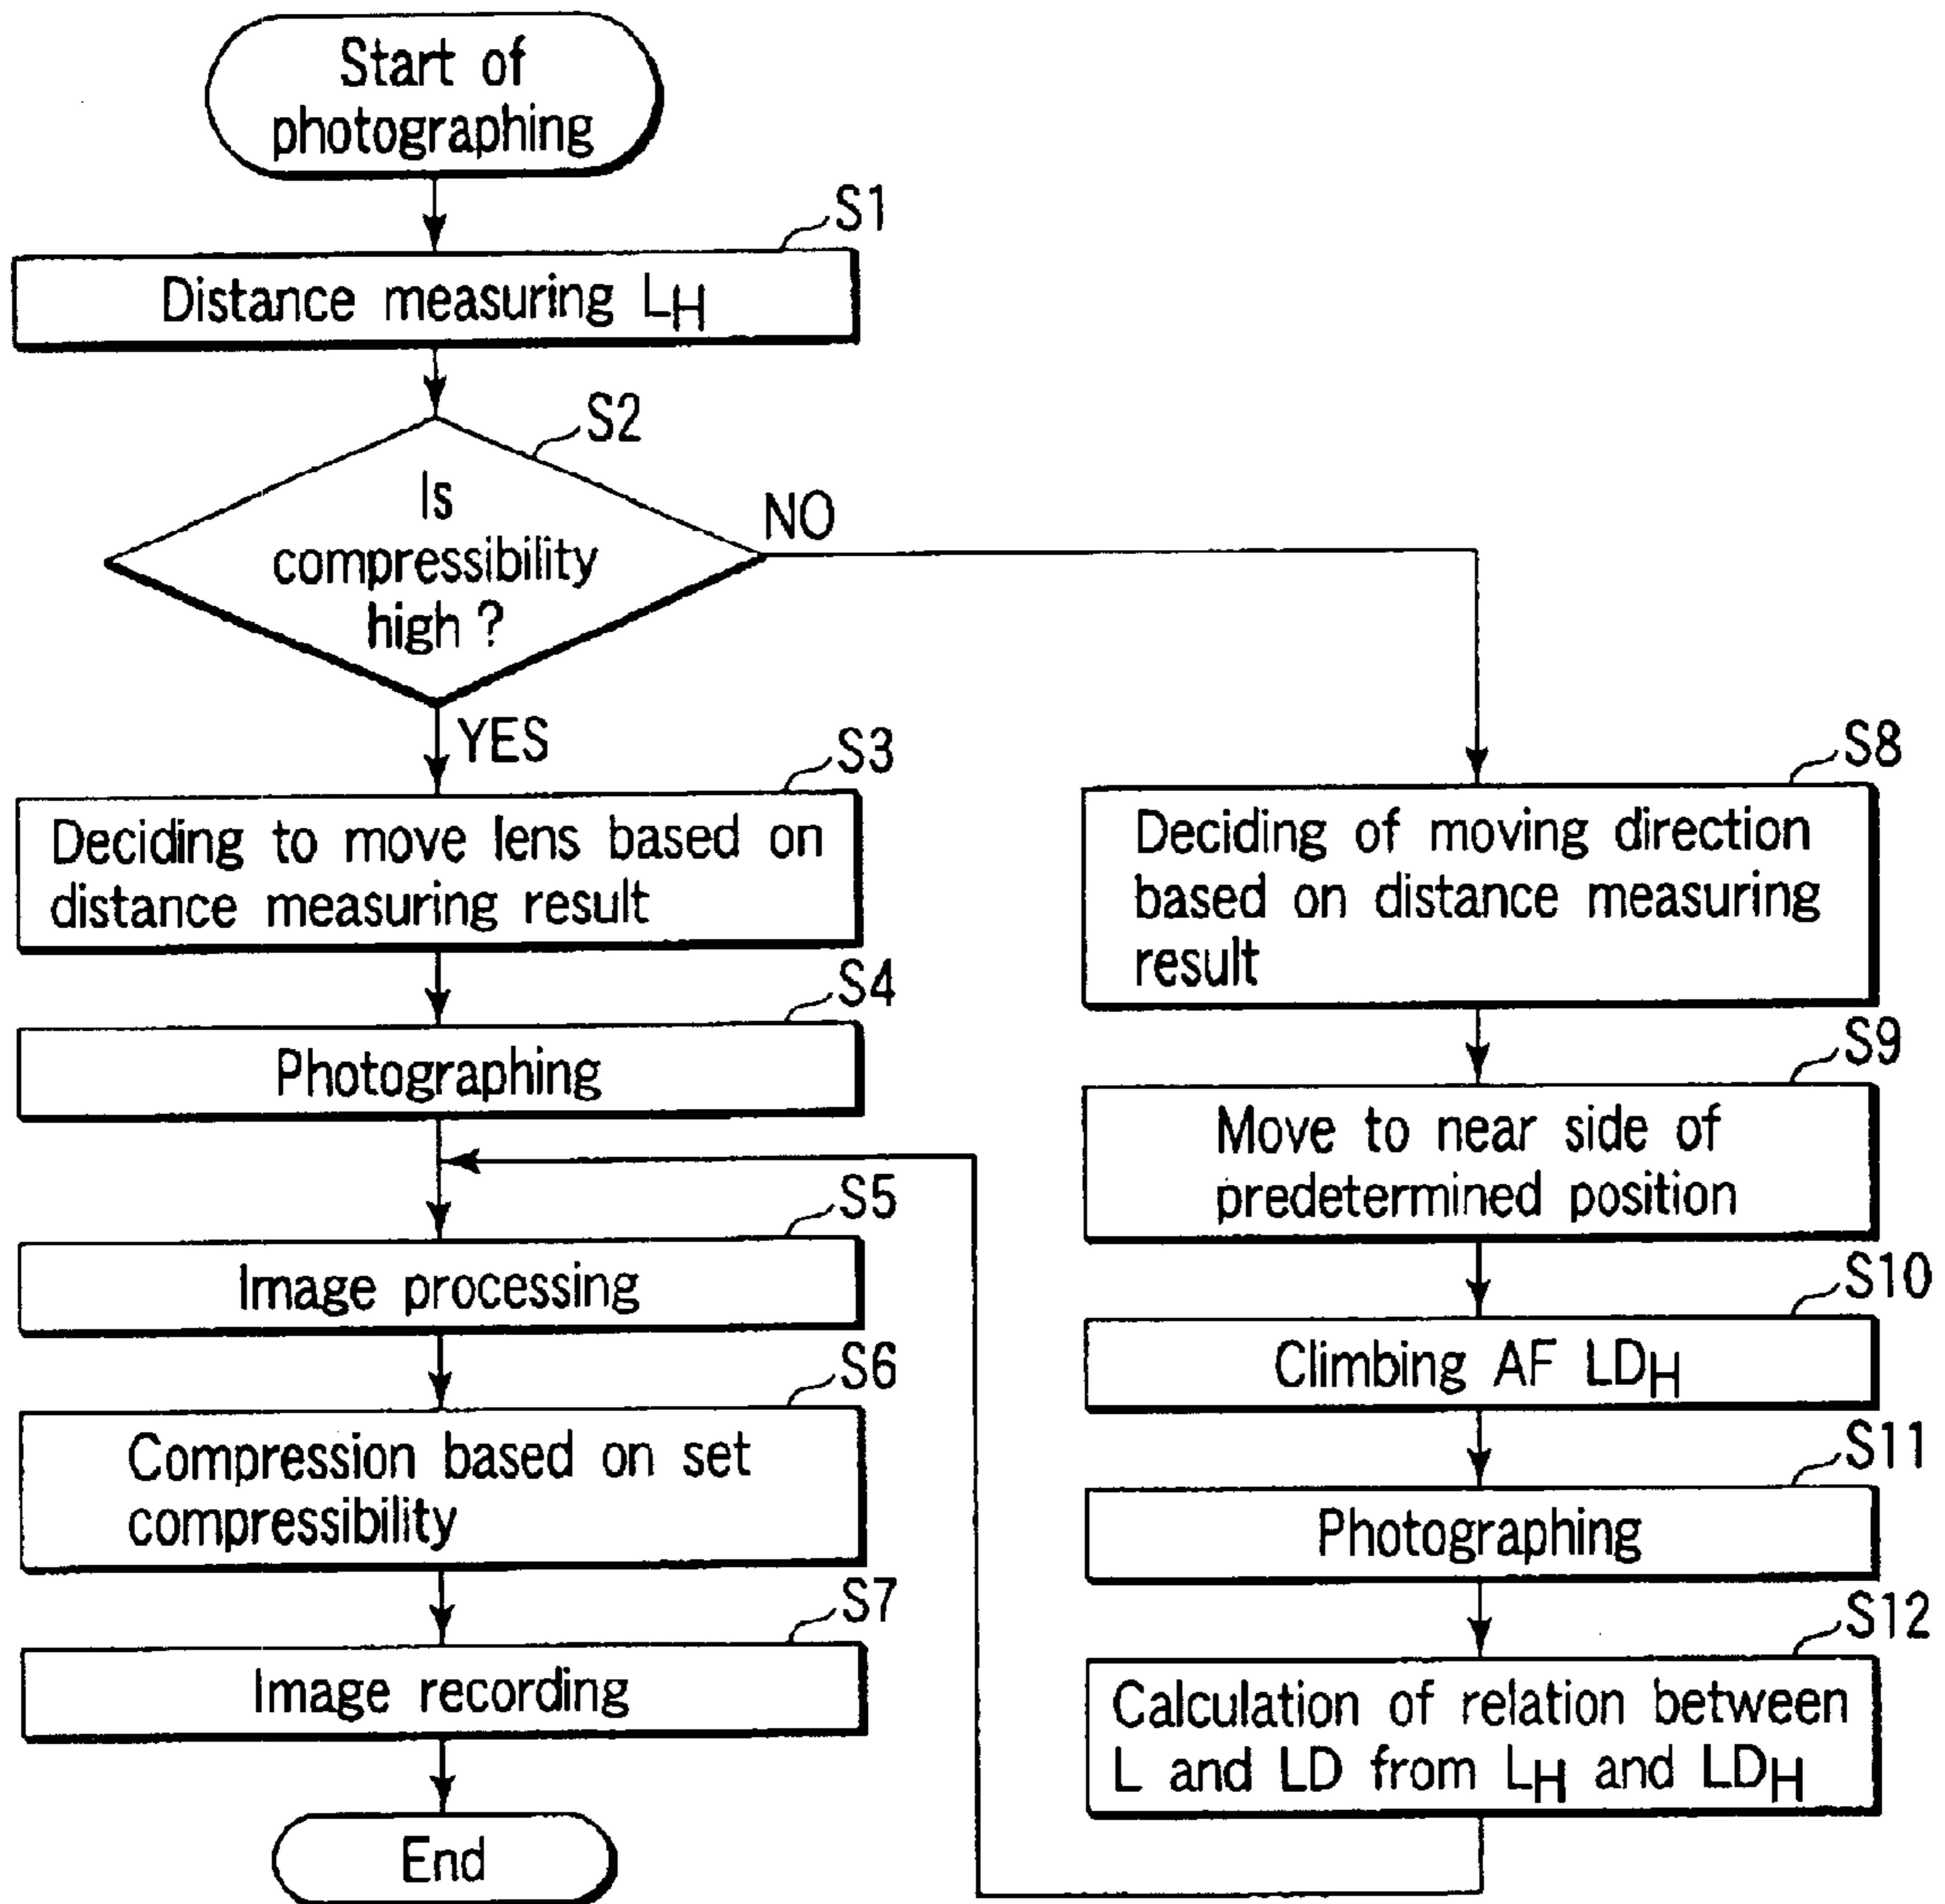 Start of
photographing
S1
Distance measuring LH
S2
Is
compressibility
high ?
NO
YES
S3
Deciding to move lens based on
distance measuring result
S4
Photographing
S5
Image processing
S6
Compression based on set
compressibility
S7
Image recording
End
S8
Deciding of moving direction
based on distance measuring
result
S9
Move to near side of
predetermined position
S10
Climbing AF LDH
S11
Photographing
S12
Calculation of relation between
L and LD from LH and LDH